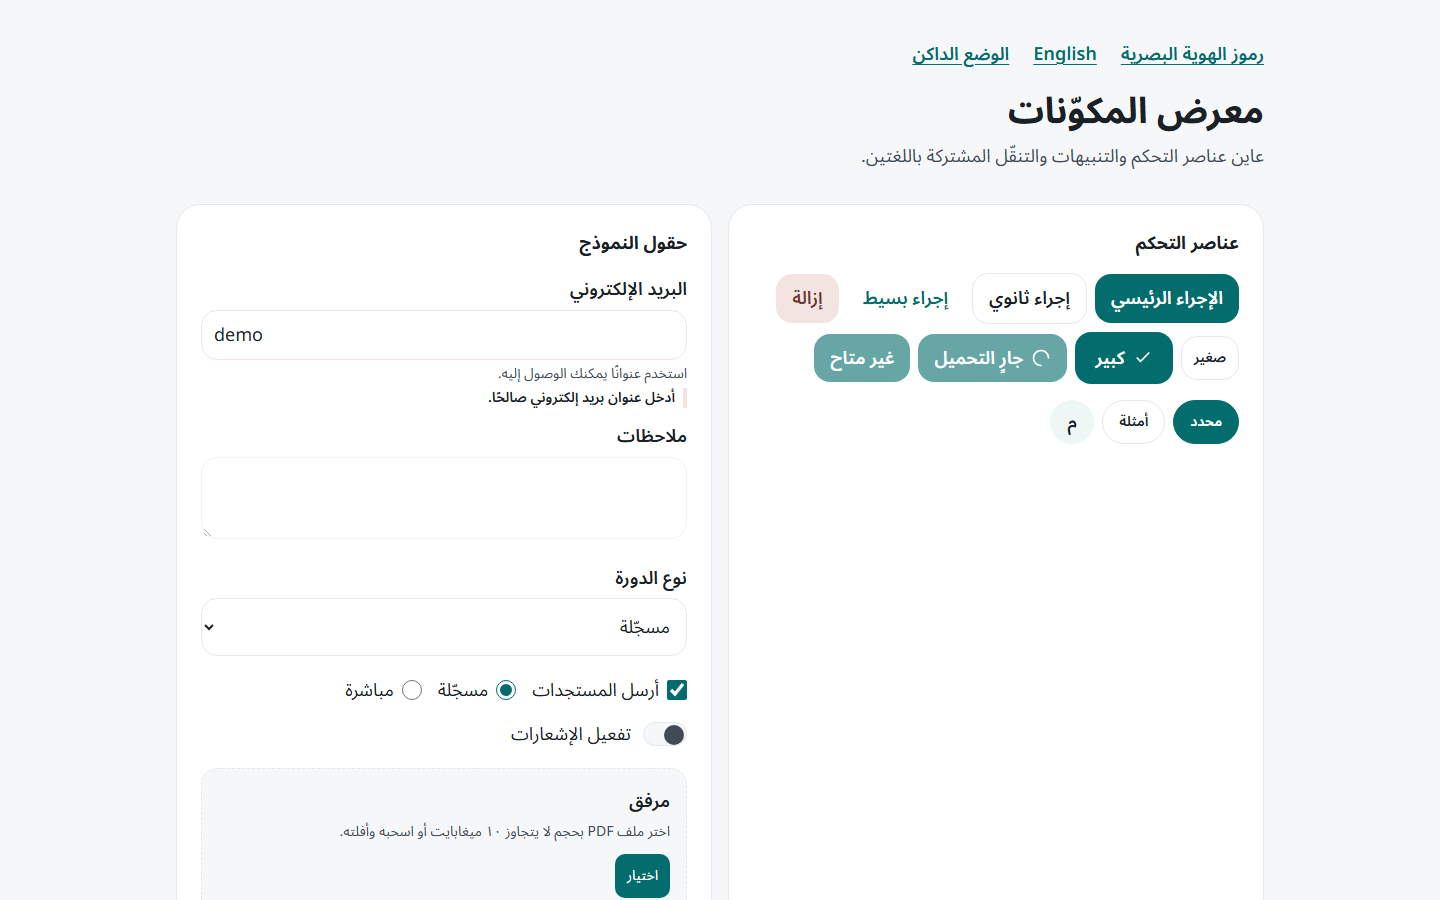 رموز الهوية البصرية English الوضع الداكن
معرض المكوّنات
عاين عناصر التحكم والتنبيهات والتنقّل المشتركة باللغتين.
عناصر التحكم
الإجراء الرئيسي إجراء ثانوي إجراء بسيط إزالة
صغير كبير جارٍ التحميل غير متاح
محدد أمثلة م
حقول النموذج
البريد الإلكتروني
demo
استخدم عنوانًا يمكنك الوصول إليه.
أدخل عنوان بريد إلكتروني صالحًا.
ملاحظات
نوع الدورة
مسجّلة
أرسل المستجدات مسجّلة مباشرة
تفعيل الإشعارات
مرفق
اختر ملف PDF بحجم لا يتجاوز ١٠ ميغابايت أو اسحبه وأفلته.
اختيار